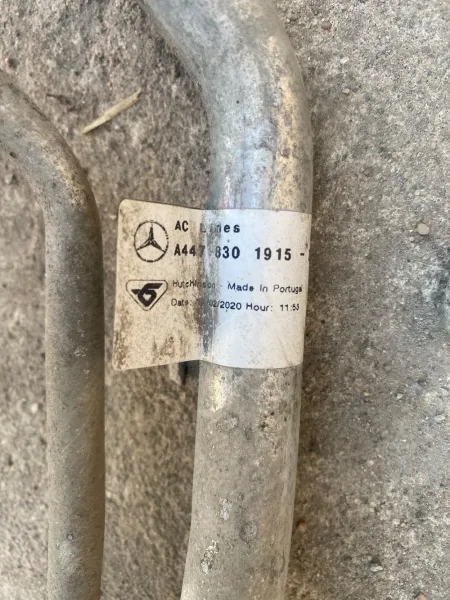 AC Lines
A447 830 1915 -
Hutchinson - Made In Portugal
Date: /02/2020 Hour: 11:53